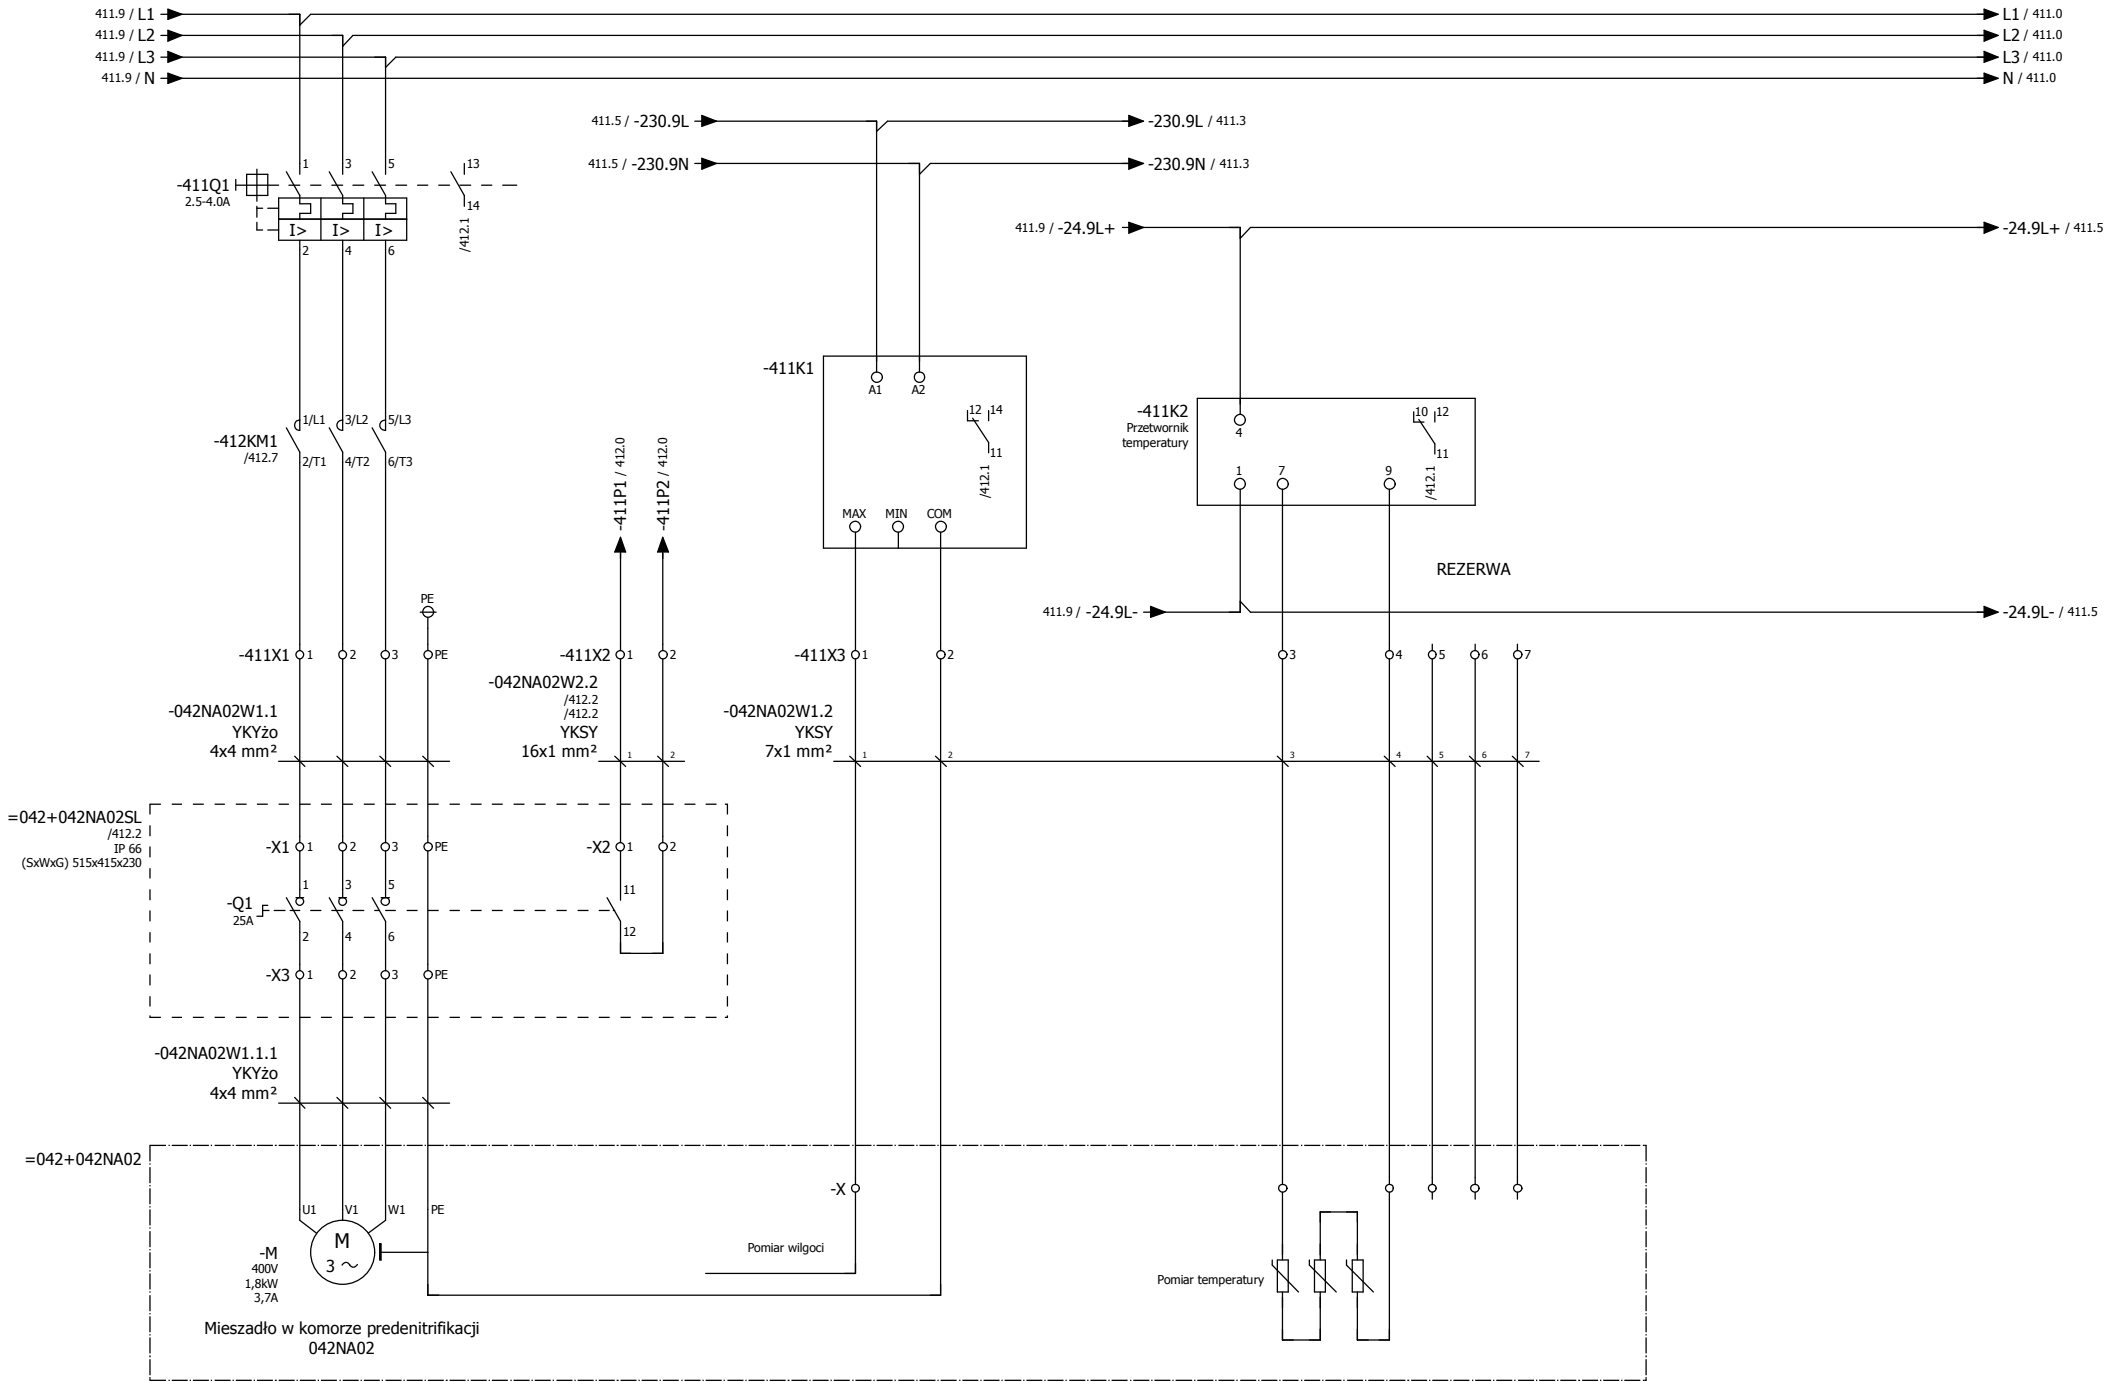 411.9 / L1
L1 / 411.0
411.9 / L2
L2 / 411.0
411.9 / L3
L3 / 411.0
411.9 / N
N / 411.0
411.5 / -230.9L
-230.9L / 411.3
411.5 / -230.9N
-230.9N / 411.3
1 3 5 13
-411Q1
2.5-4.0A
14
I> I> I>
2 4 6
/412.1
411.9 / -24.9L+
-24.9L+ / 411.5
-411K1
A1 A2
12 14
11
/412.1
MAX MIN COM
-411K2
Przetwornik
temperatury
4
10 12
11
/412.1
1 7 9
-412KM1
/412.7
1/L1 3/L2 5/L3
2/T1 4/T2 6/T3
-411P1 / 412.0
-411P2 / 412.0
REZERWA
411.9 / -24.9L-
-24.9L- / 411.5
PE
-411X1 1 2 3 PE
-411X2 1 2
-411X3 1 2 3 4 5 6 7
-042NA02W1.1
YKYżo
4x4 mm²
-042NA02W2.2
/412.2
/412.2
YKSY
16x1 mm²
1 2
-042NA02W1.2
YKSY
7x1 mm²
1 2 3 4 5 6 7
=042+042NA02SL
/412.2
IP 66
(SxWxG) 515x415x230
-X1 1 2 3 PE
-X2 1 2
-Q1
25A
1 3 5
2 4 6
11
12
-X3 1 2 3 PE
-042NA02W1.1.1
YKYżo
4x4 mm²
=042+042NA02
-X
U1 V1 W1 PE
M
3 ~
-M
400V
1,8kW
3,7A
Pomiar wilgoci
Pomiar temperatury
Mieszadło w komorze predenitrifikacji
042NA02